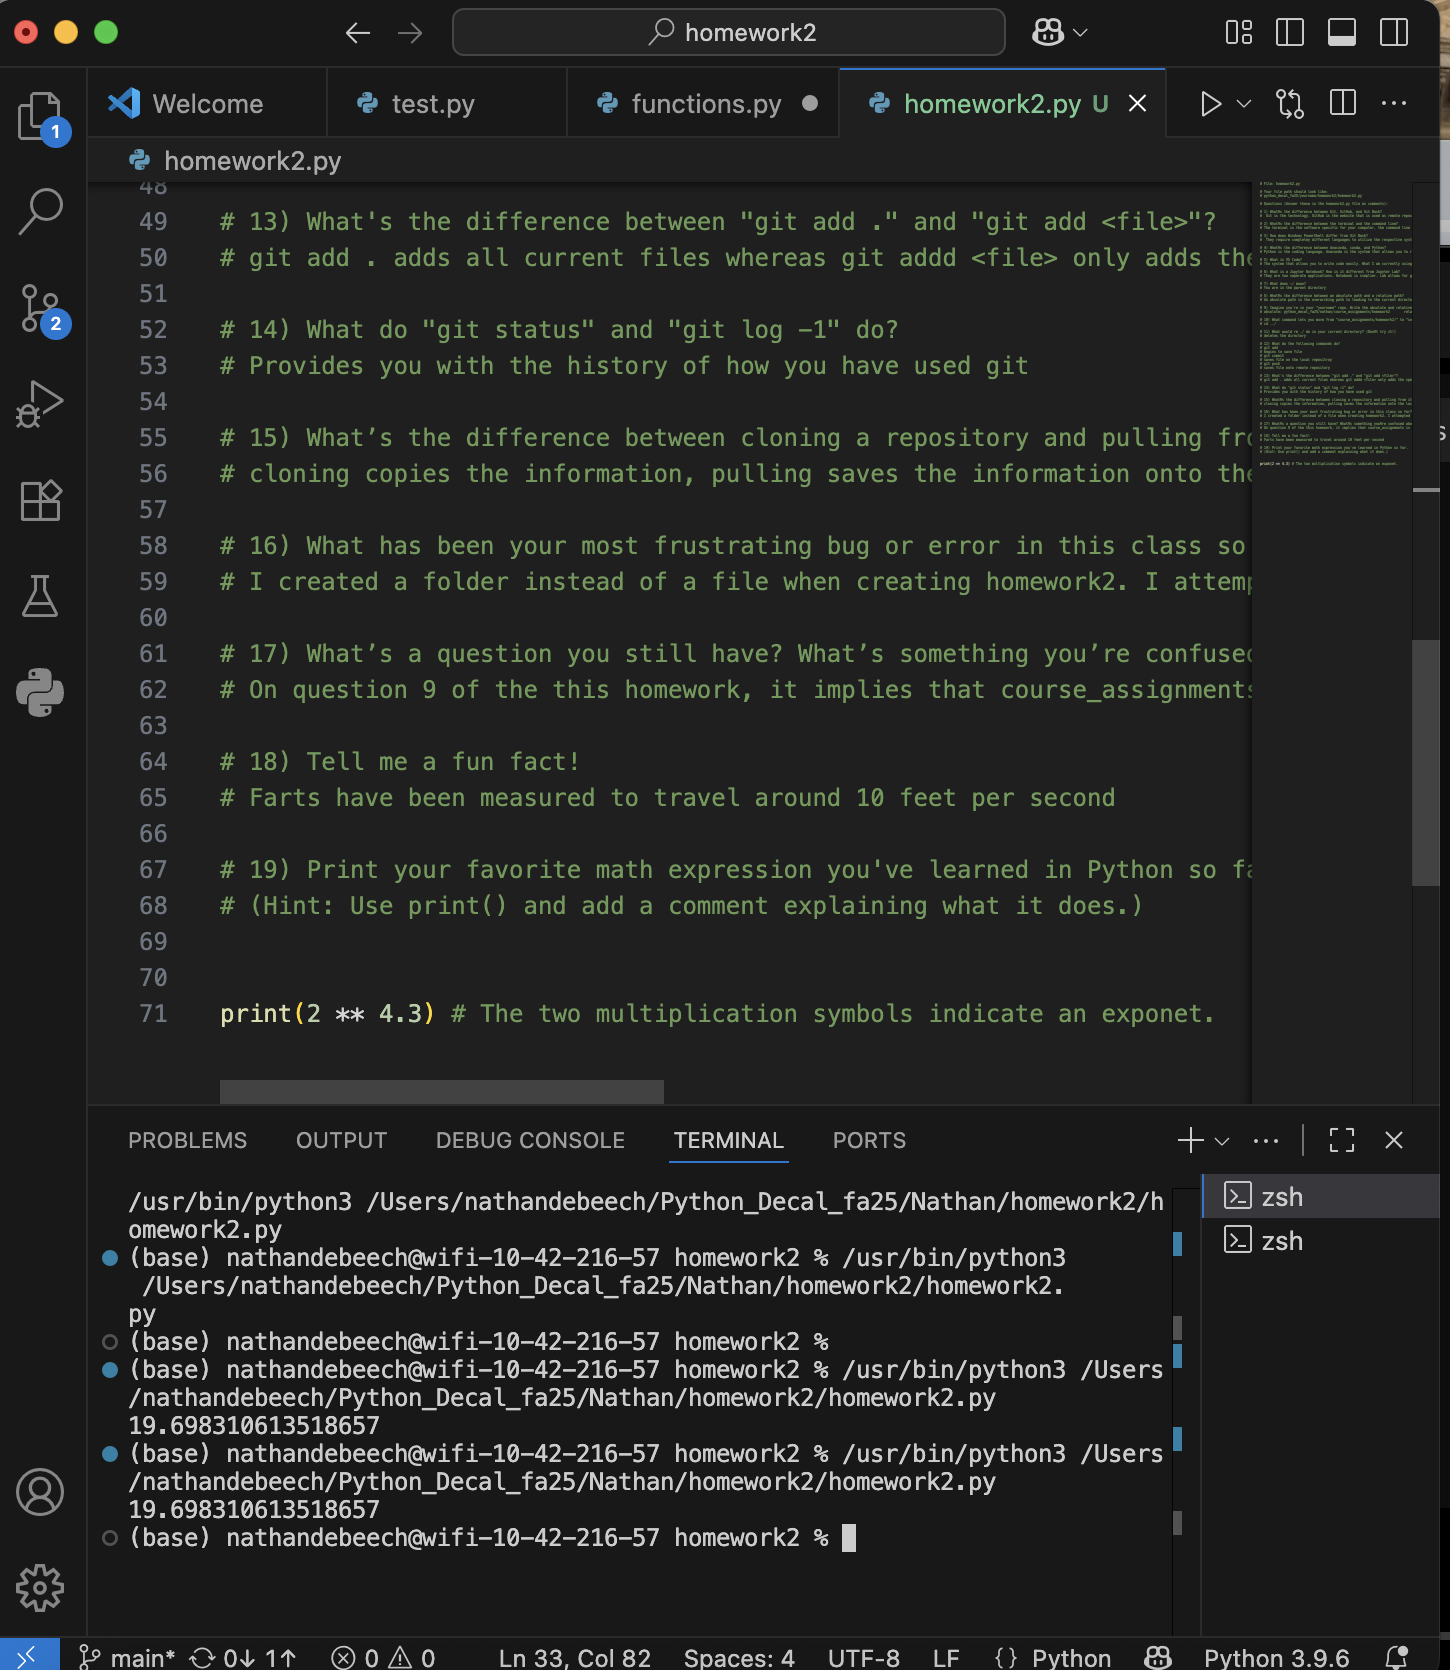 homework2
Welcome
test.py
functions.py
homework2.py U
1
homework2.py
48
49 # 13) What's the difference between "git add ." and "git add <file>"?
50 # git add . adds all current files whereas git addd <file> only adds the
51
52 # 14) What do "git status" and "git log -1" do?
53 # Provides you with the history of how you have used git
54
55 # 15) What’s the difference between cloning a repository and pulling fro
56 # cloning copies the information, pulling saves the information onto the
57
58 # 16) What has been your most frustrating bug or error in this class so
59 # I created a folder instead of a file when creating homework2. I attemp
60
61 # 17) What’s a question you still have? What’s something you’re confused
62 # On question 9 of the this homework, it implies that course_assignments
63
64 # 18) Tell me a fun fact!
65 # Farts have been measured to travel around 10 feet per second
66
67 # 19) Print your favorite math expression you've learned in Python so fa
68 # (Hint: Use print() and add a comment explaining what it does.)
69
70
71 print(2 ** 4.3) # The two multiplication symbols indicate an exponet.
2
PROBLEMS OUTPUT DEBUG CONSOLE TERMINAL PORTS
/usr/bin/python3 /Users/nathandebeech/Python_Decal_fa25/Nathan/homework2/h
omework2.py
(base) nathandebeech@wifi-10-42-216-57 homework2 % /usr/bin/python3
/Users/nathandebeech/Python_Decal_fa25/Nathan/homework2/homework2.
py
(base) nathandebeech@wifi-10-42-216-57 homework2 %
(base) nathandebeech@wifi-10-42-216-57 homework2 % /usr/bin/python3 /Users
/nathandebeech/Python_Decal_fa25/Nathan/homework2/homework2.py
19.698310613518657
(base) nathandebeech@wifi-10-42-216-57 homework2 % /usr/bin/python3 /Users
/nathandebeech/Python_Decal_fa25/Nathan/homework2/homework2.py
19.698310613518657
(base) nathandebeech@wifi-10-42-216-57 homework2 %
zsh
zsh
main* 0↓ 1↑ 0 0 Ln 33, Col 82 Spaces: 4 UTF-8 LF {} Python Python 3.9.6